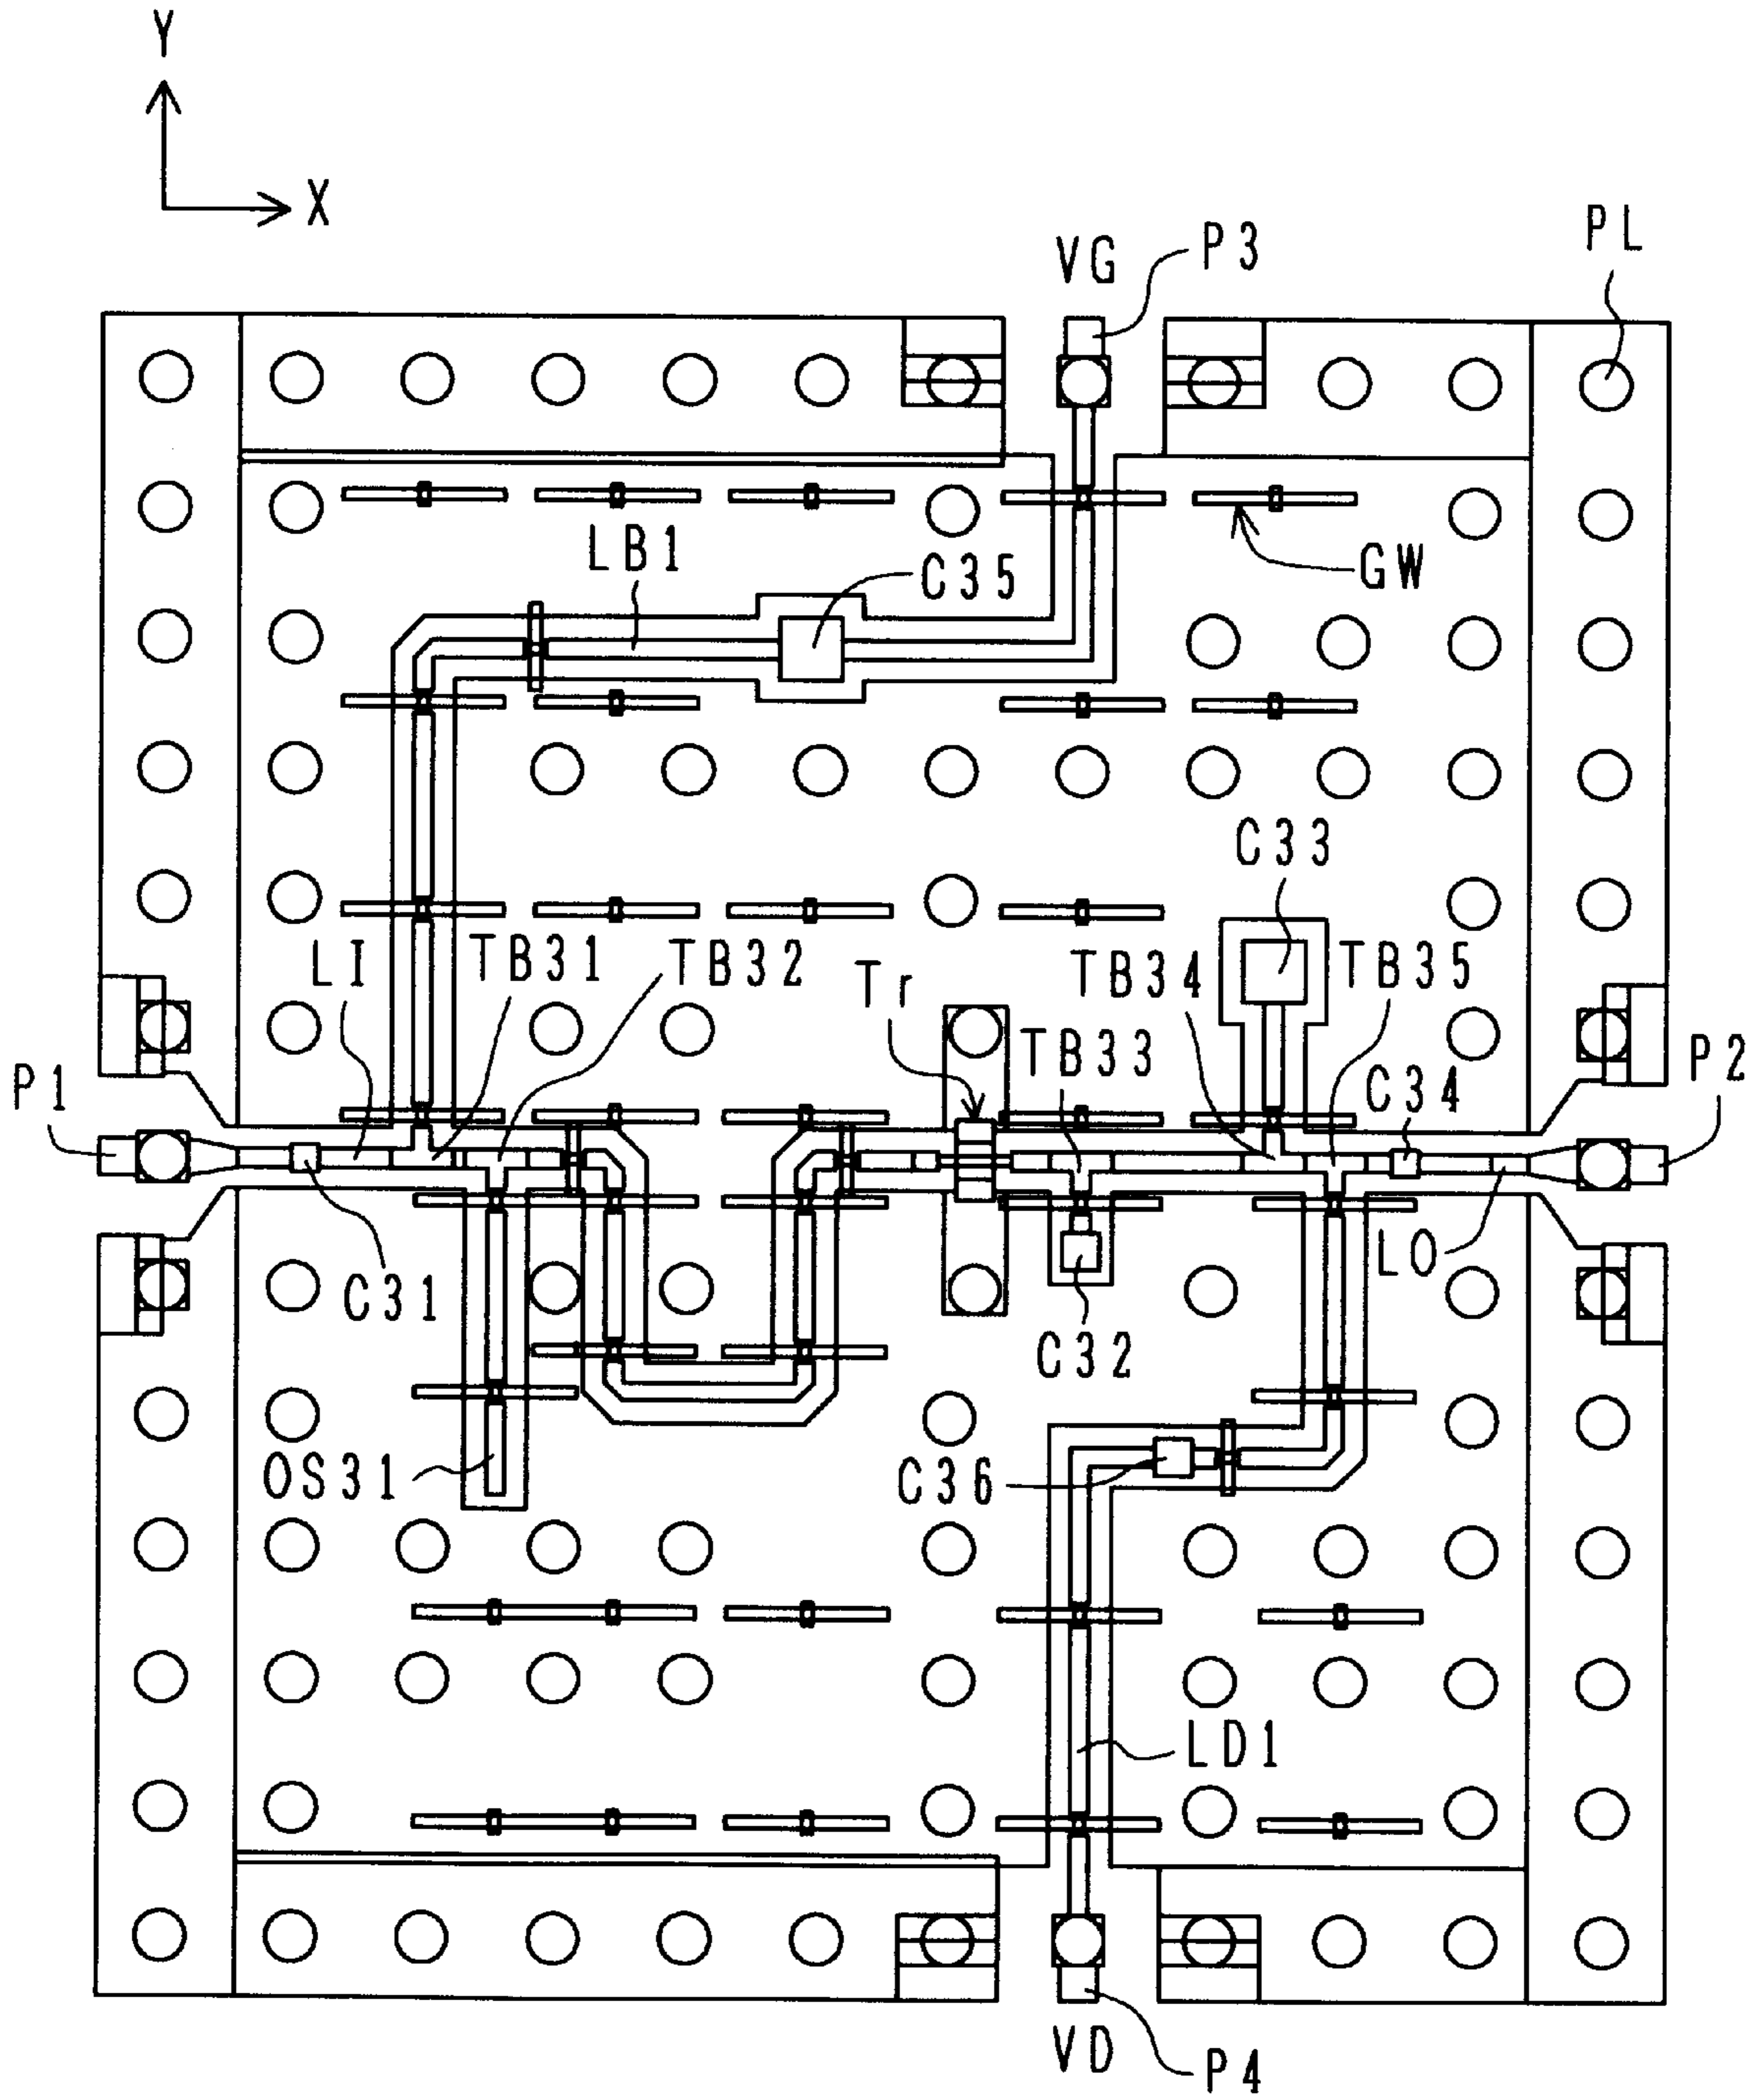 Y
X
VG
P3
PL
LB1
C35
GW
C33
LI
TB31
TB32
Tr
TB34
TB35
TB33
P1
C34
P2
C31
LO
C32
OS31
C36
LD1
VD
P4